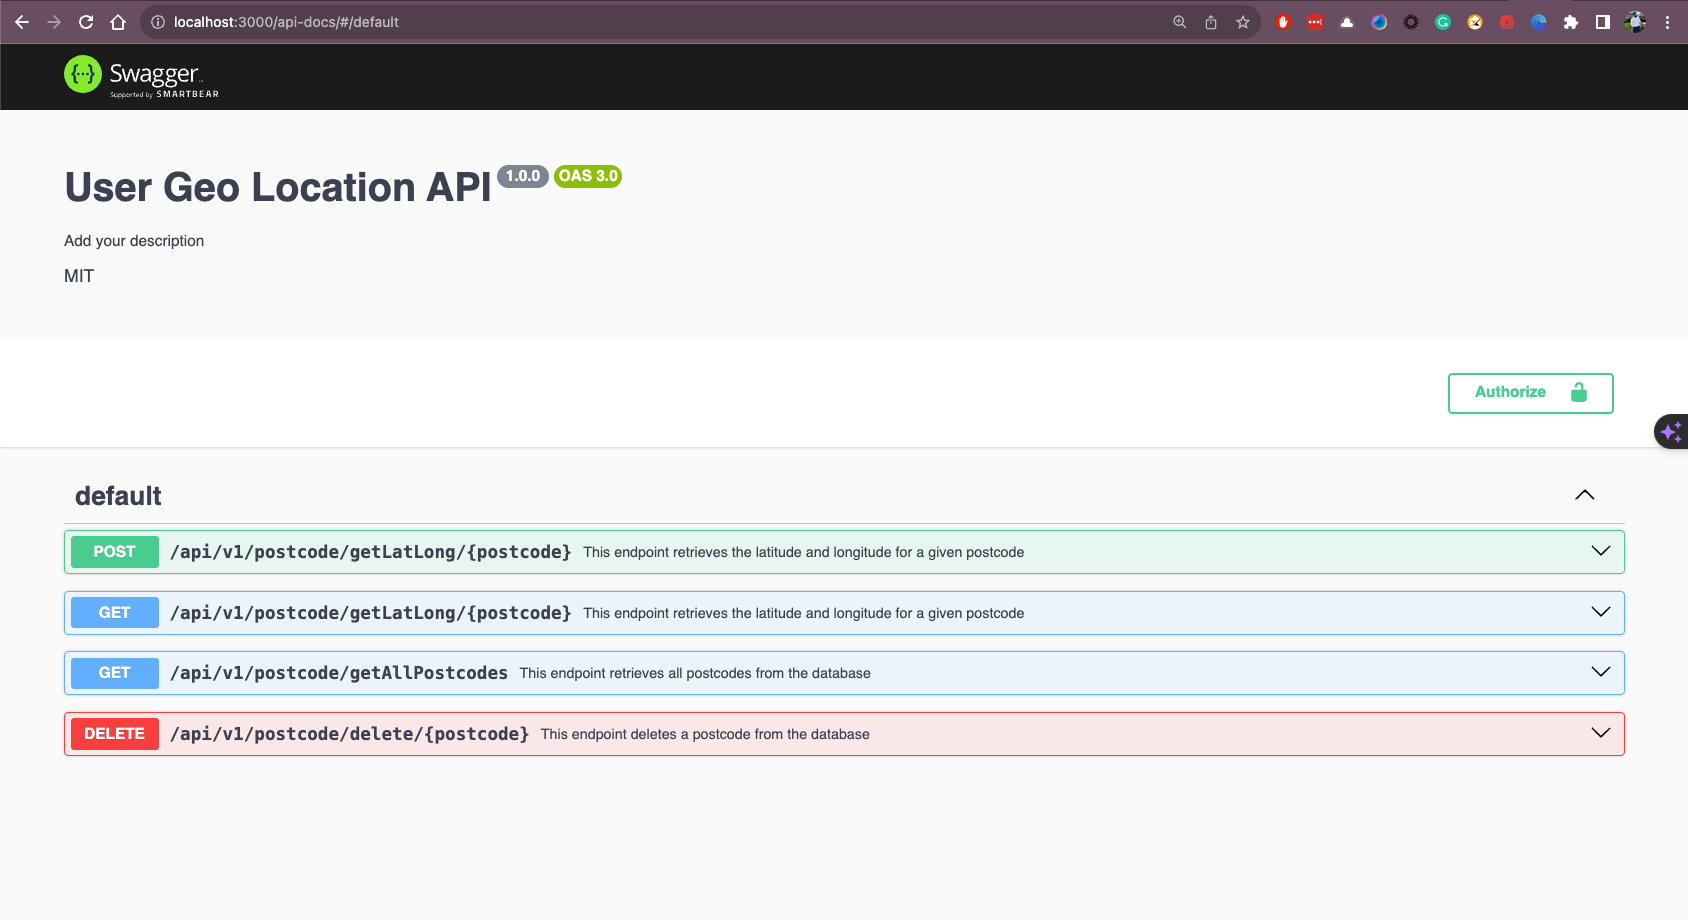 localhost:3000/api-docs/#/default
Swagger
Supported by SMARTBEAR
User Geo Location API 1.0.0 OAS 3.0
Add your description
MIT
Authorize
default
POST /api/v1/postcode/getLatLong/{postcode} This endpoint retrieves the latitude and longitude for a given postcode
GET /api/v1/postcode/getLatLong/{postcode} This endpoint retrieves the latitude and longitude for a given postcode
GET /api/v1/postcode/getAllPostcodes This endpoint retrieves all postcodes from the database
DELETE /api/v1/postcode/delete/{postcode} This endpoint deletes a postcode from the database